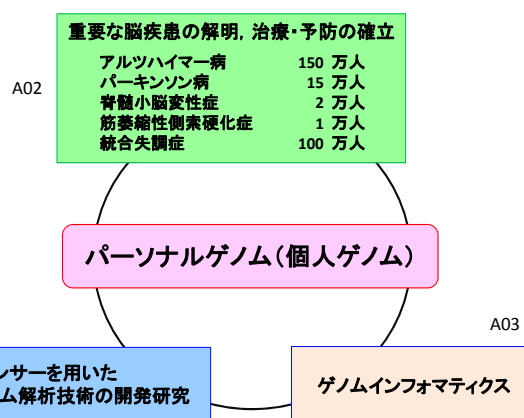 重要な脳疾患の解明, 治療・予防の確立
アルツハイマー病 150 万人
パーキンソン病 15 万人
脊髄小脳変性症 2 万人
筋萎縮性側索硬化症 1 万人
統合失調症 100 万人
A02
パーソナルゲノム(個人ゲノム)
A03
ンサーを用いた
ム解析技術の開発研究
ゲノムインフォマティクス